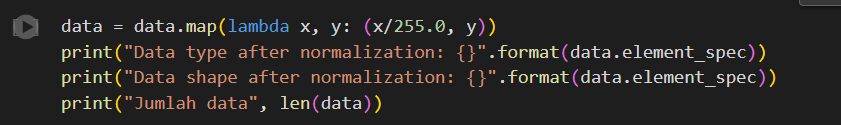 data = data.map(lambda x, y: (x/255.0, y))
print("Data type after normalization: {}".format(data.element_spec))
print("Data shape after normalization: {}".format(data.element_spec))
print("Jumlah data", len(data))